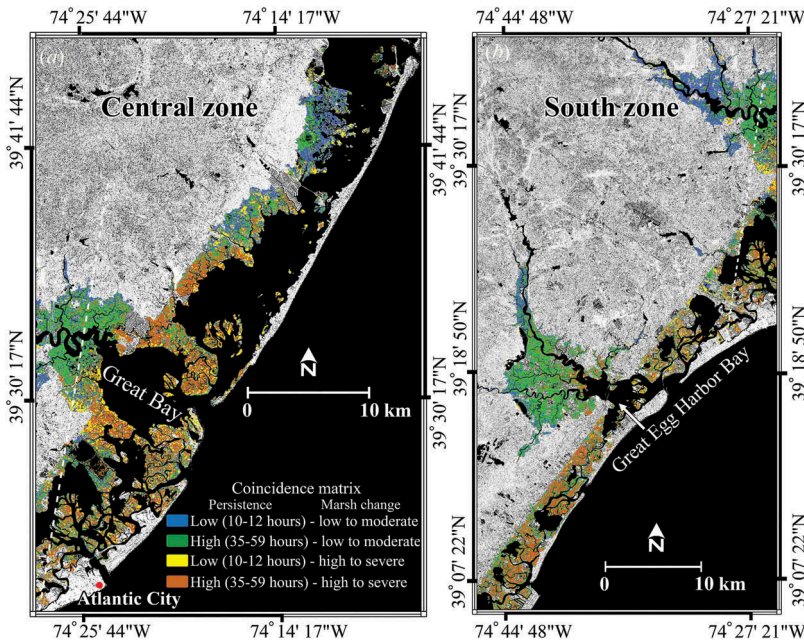 74° 25' 44"W
74° 14' 17"W
74° 44' 48"W
74° 27' 21"W
(a)
Central zone
39° 41' 44"N
39° 41' 44"N
39° 30' 17"N
39° 30' 17"N
Great Bay
N
0
10 km
Coincidence matrix
Persistence
Marsh change
Low (10-12 hours) - low to moderate
High (35-59 hours) - low to moderate
Low (10-12 hours) - high to severe
High (35-59 hours) - high to severe
Atlantic City
74° 25' 44"W
74° 14' 17"W
(b)
South zone
39° 30' 17"N
39° 30' 17"N
39° 18' 50"N
39° 18' 50"N
Great Egg Harbor Bay
N
0
10 km
39° 07' 22"N
39° 07' 22"N
74° 44' 48"W
74° 27' 21"W